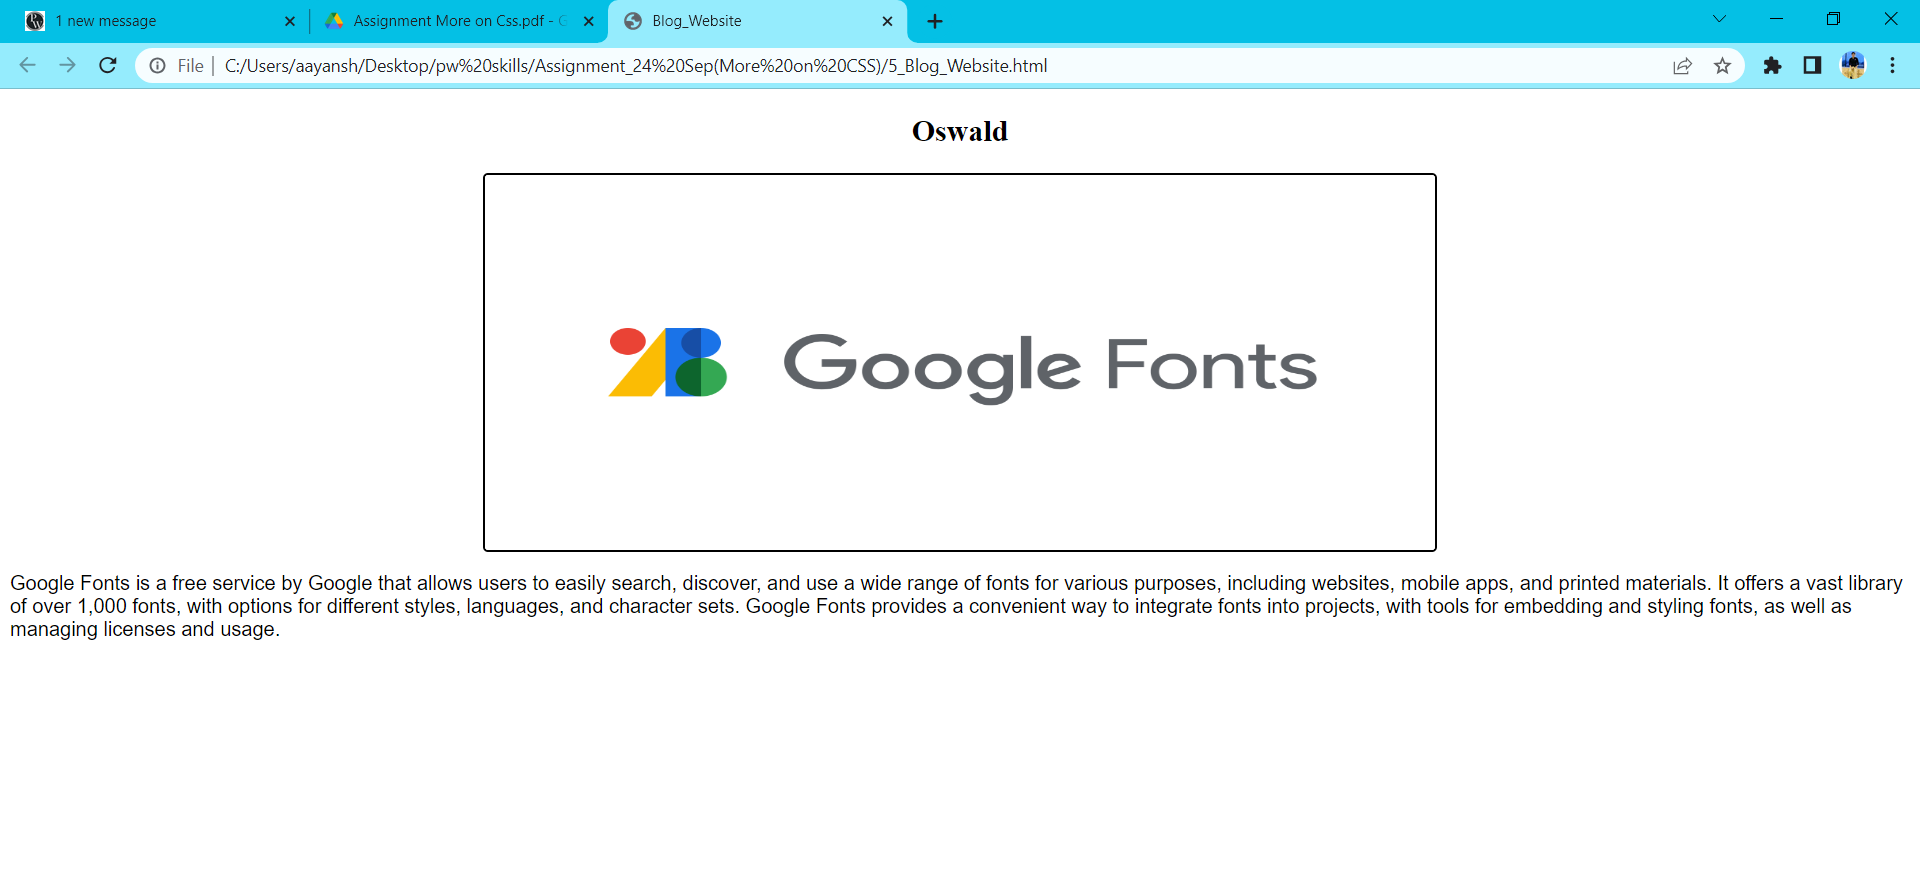 1 new message
Assignment More on Css.pdf - G
Blog_Website
File
C:/Users/aayansh/Desktop/pw%20skills/Assignment_24%20Sep(More%20on%20CSS)/5_Blog_Website.html
Oswald
Google Fonts
Google Fonts is a free service by Google that allows users to easily search, discover, and use a wide range of fonts for various purposes, including websites, mobile apps, and printed materials. It offers a vast library
of over 1,000 fonts, with options for different styles, languages, and character sets. Google Fonts provides a convenient way to integrate fonts into projects, with tools for embedding and styling fonts, as well as
managing licenses and usage.